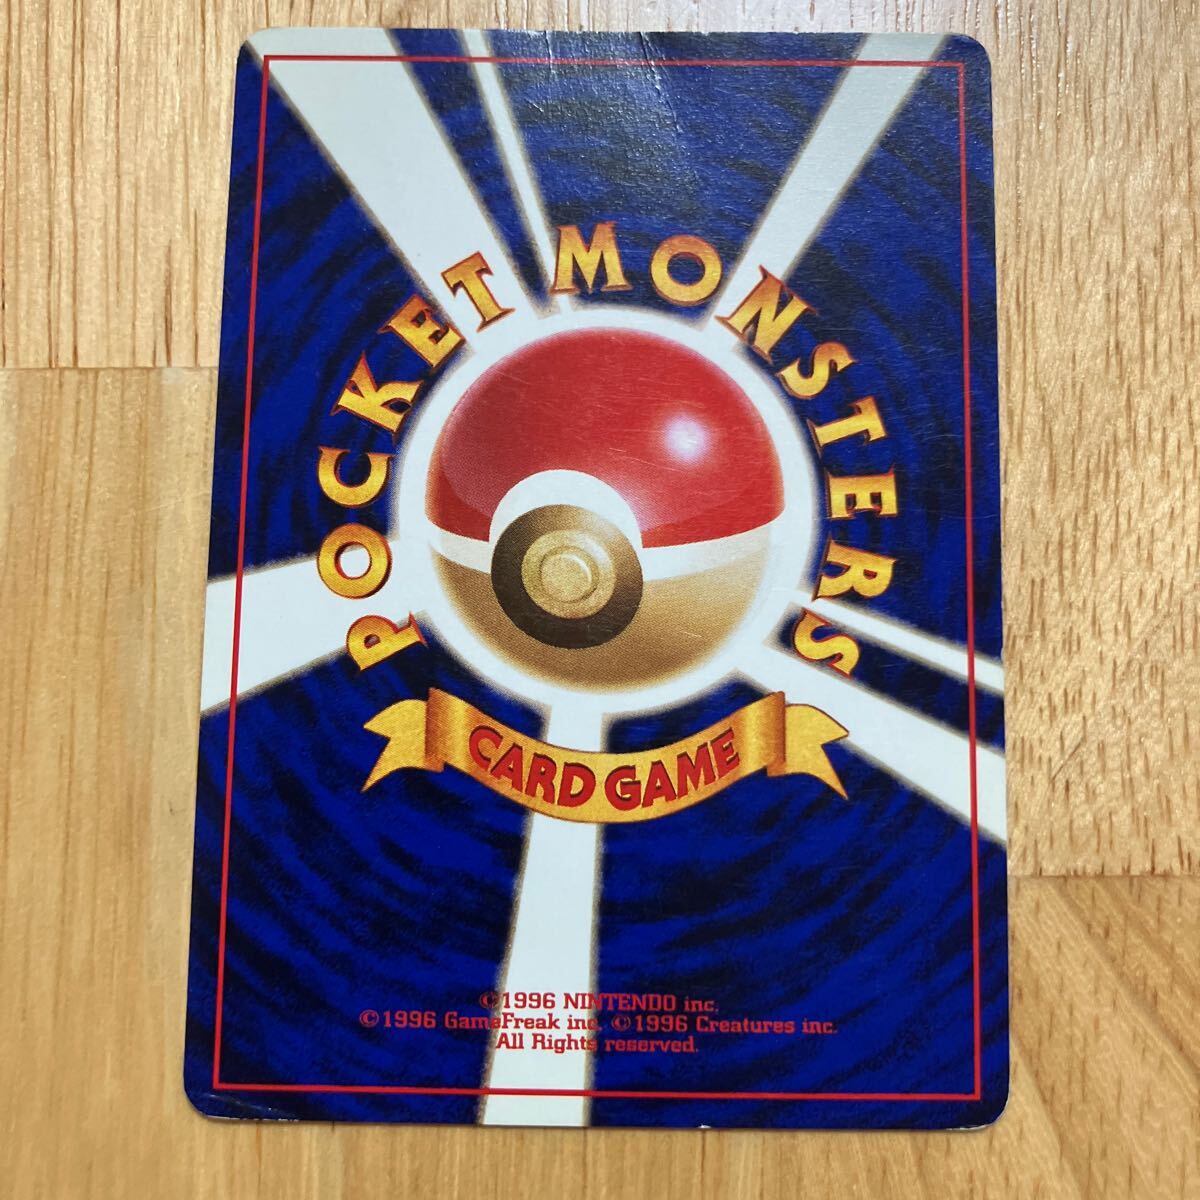 POCKET MONSTERS
CARD GAME
©1996 NINTENDO inc.
©1996 GameFreak inc. ©1996 Creatures inc.
All Rights reserved.